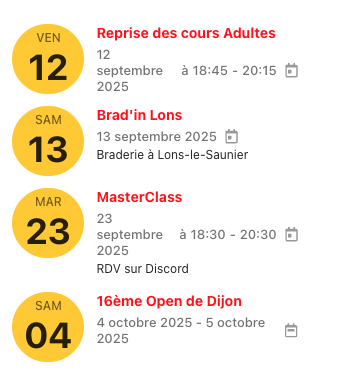 VEN
12
Reprise des cours Adultes
12
septembre à 18:45 - 20:15
2025
SAM
13
Brad'in Lons
13 septembre 2025
Braderie à Lons-le-Saunier
MAR
23
MasterClass
23
septembre à 18:30 - 20:30
2025
RDV sur Discord
SAM
04
16ème Open de Dijon
4 octobre 2025 - 5 octobre
2025